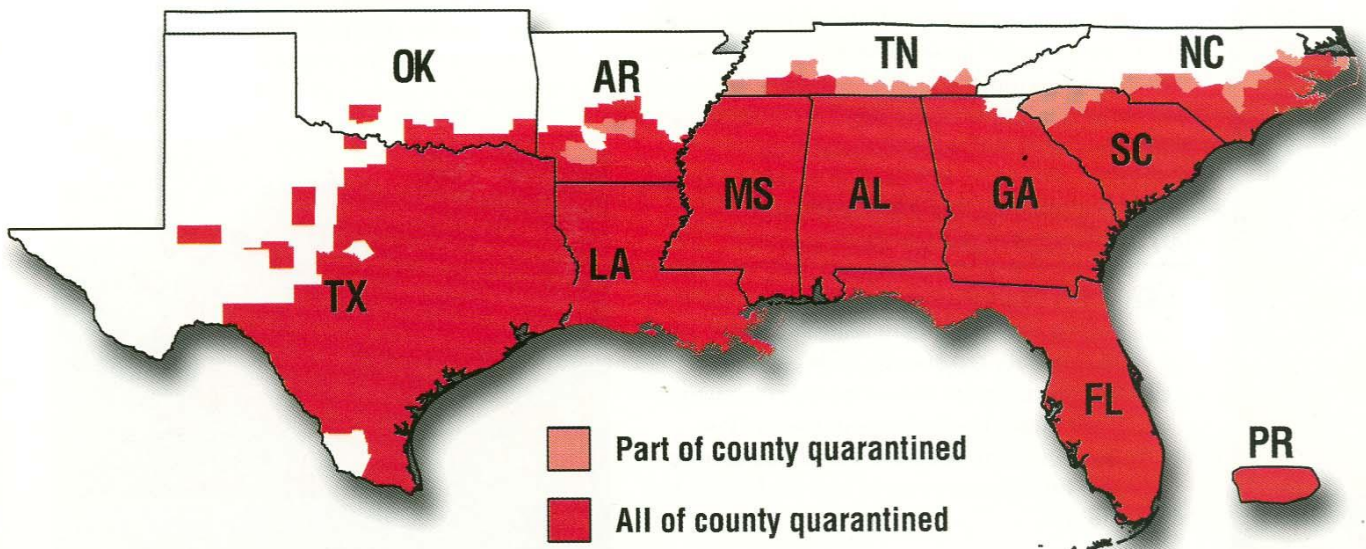 OK
AR
TN
NC
MS
AL
GA
SC
TX
LA
FL
PR
Part of county quarantined
All of county quarantined